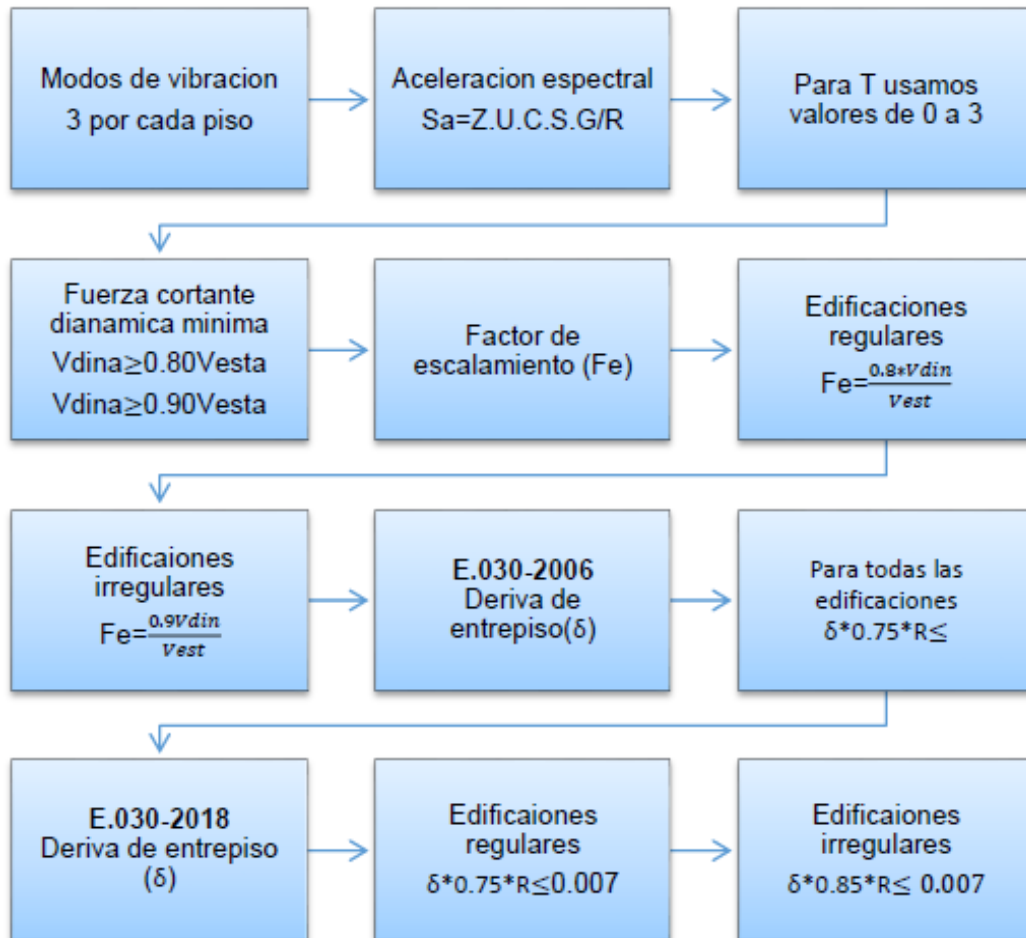 Modos de vibracion
3 por cada piso
Aceleracion espectral
Sa=Z.U.C.S.G/R
Para T usamos
valores de 0 a 3
Fuerza cortante
dianamica minima
Vdina≥0.80Vesta
Vdina≥0.90Vesta
Factor de
escalamiento (Fe)
Edificaciones
regulares
Fe=0.8*Vdin/Vest
Edificaiones
irregulares
Fe=0.9Vdin/Vest
E.030-2006
Deriva de
entrepiso(δ)
Para todas las
edificaciones
δ*0.75*R≤
E.030-2018
Deriva de entrepiso
(δ)
Edificaiones
regulares
δ*0.75*R≤0.007
Edificaiones
irregulares
δ*0.85*R≤ 0.007